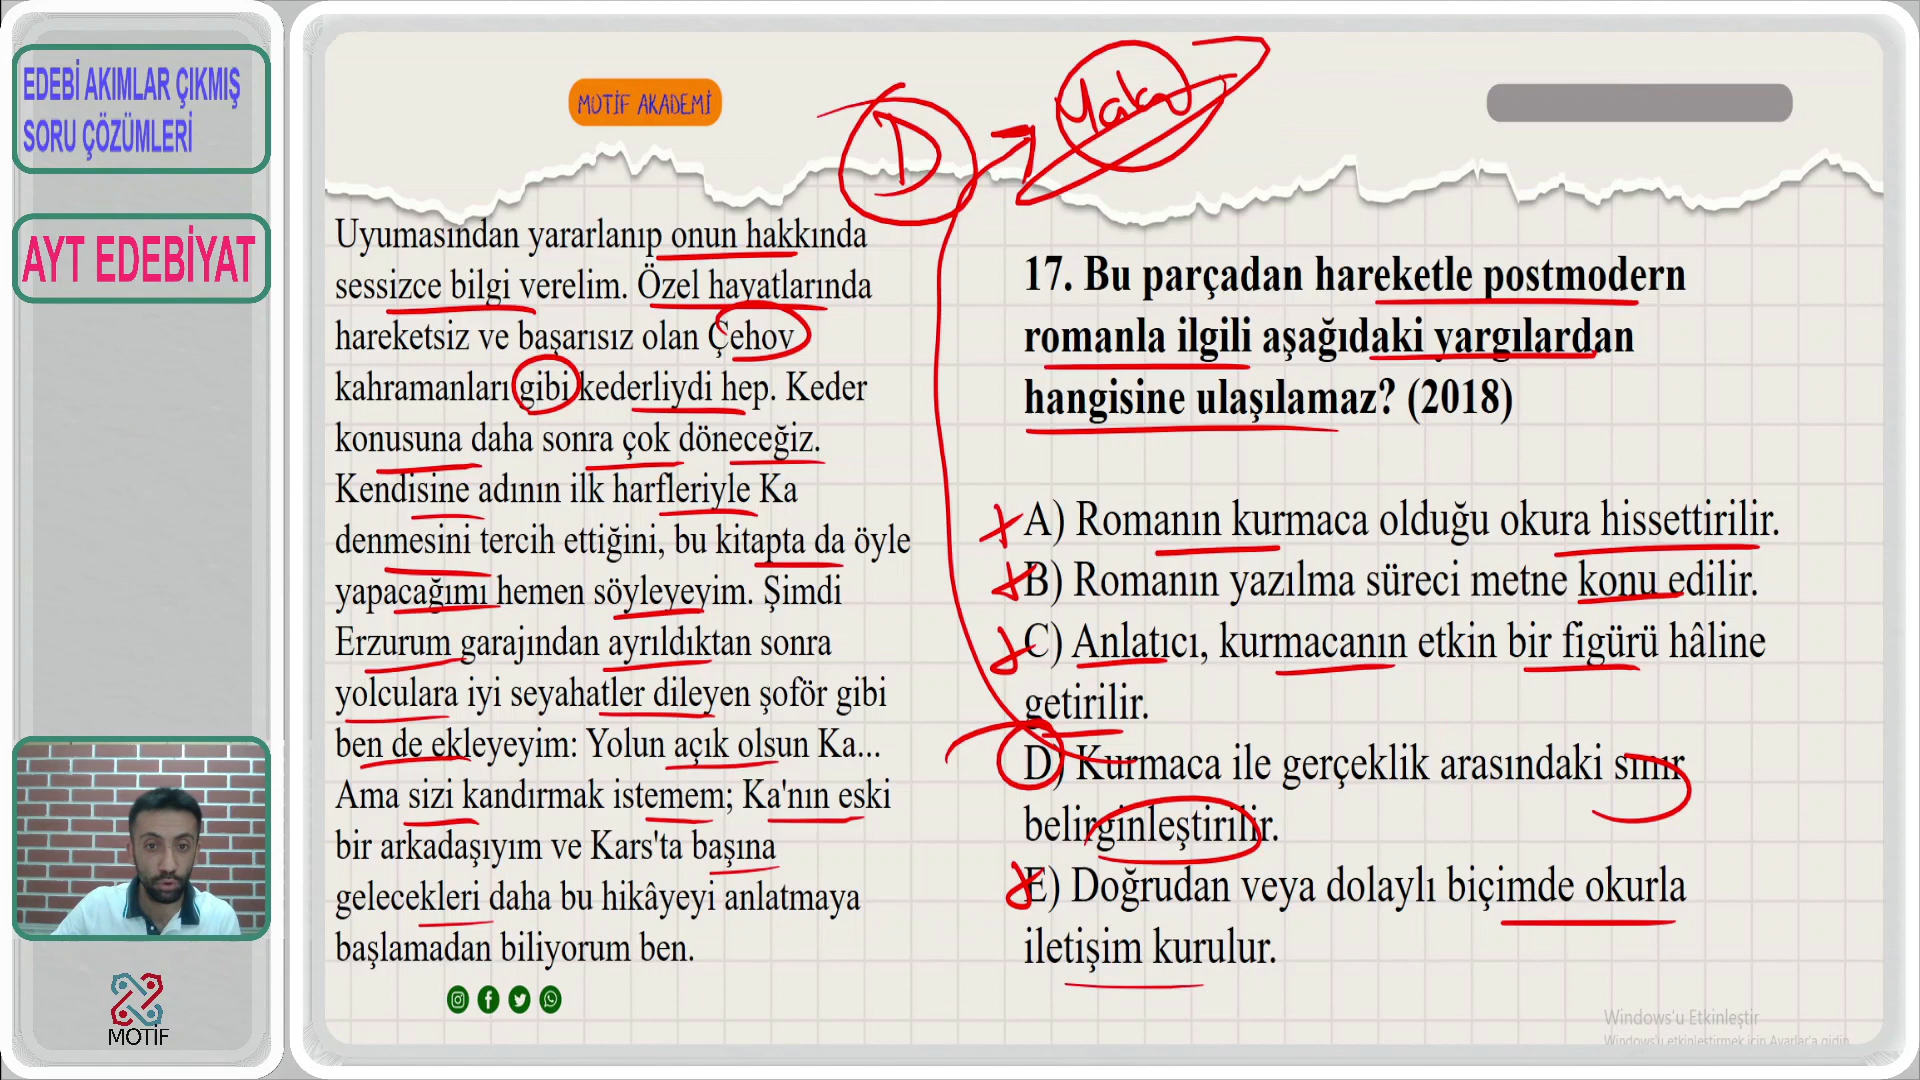 EDEBİ AKIMLAR ÇIKMIŞ
SORU ÇÖZÜMLERİ
AYT EDEBİYAT
MOTİF
MOTİF AKADEMİ
D
Uyumasından yararlanıp onun hakkında
sessizce bilgi verelim. Özel hayatlarında
hareketsiz ve başarısız olan Çehov
kahramanları gibi kederliydi hep. Keder
konusuna daha sonra çok döneceğiz.
Kendisine adının ilk harfleriyle Ka
denmesini tercih ettiğini, bu kitapta da öyle
yapacağımı hemen söyleyeyim. Şimdi
Erzurum garajından ayrıldıktan sonra
yolculara iyi seyahatler dileyen şoför gibi
ben de ekleyeyim: Yolun açık olsun Ka...
Ama sizi kandırmak istemem; Ka'nın eski
bir arkadaşıyım ve Kars'ta başına
gelecekleri daha bu hikâyeyi anlatmaya
başlamadan biliyorum ben.
17. Bu parçadan hareketle postmodern
romanla ilgili aşağıdaki yargılardan
hangisine ulaşılamaz? (2018)
A) Romanın kurmaca olduğu okura hissettirilir.
B) Romanın yazılma süreci metne konu edilir.
C) Anlatıcı, kurmacanın etkin bir figürü hâline
getirilir.
D) Kurmaca ile gerçeklik arasındaki sınır
belirginleştirilir.
E) Doğrudan veya dolaylı biçimde okurla
iletişim kurulur.
Windows'u Etkinleştir
Windows'u etkinleştirmek için Ayarlar'a gidin